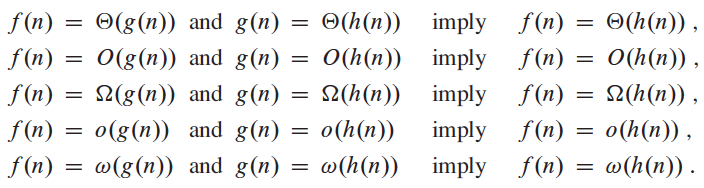 f(n) = Θ(g(n)) and g(n) = Θ(h(n)) imply f(n) = Θ(h(n)) ,
f(n) = O(g(n)) and g(n) = O(h(n)) imply f(n) = O(h(n)) ,
f(n) = Ω(g(n)) and g(n) = Ω(h(n)) imply f(n) = Ω(h(n)) ,
f(n) = o(g(n)) and g(n) = o(h(n)) imply f(n) = o(h(n)) ,
f(n) = ω(g(n)) and g(n) = ω(h(n)) imply f(n) = ω(h(n)) .